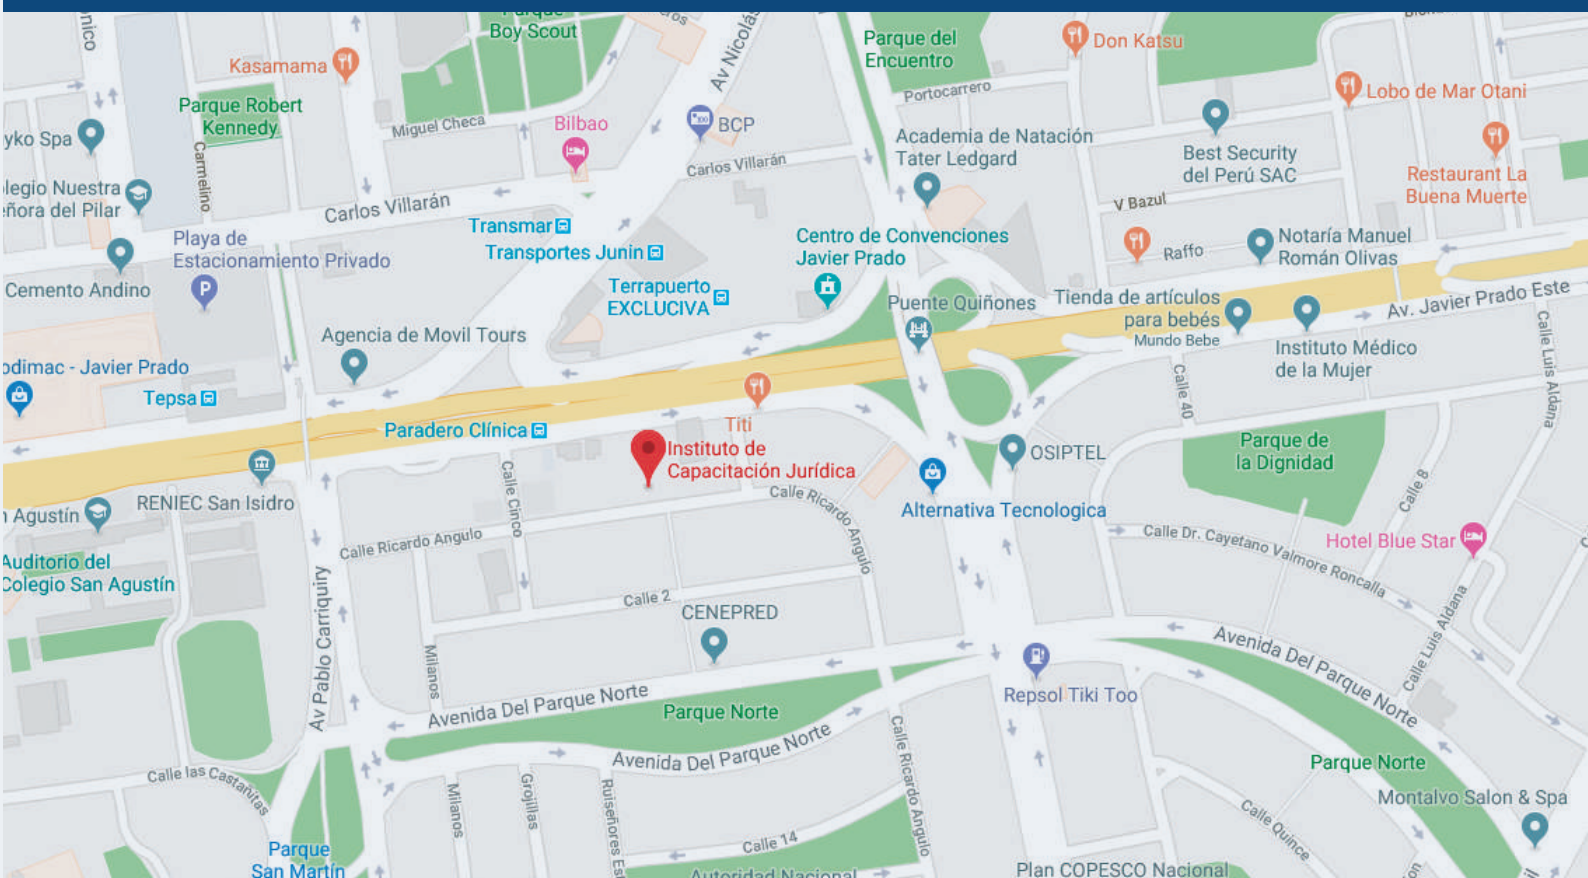 Parque
Boy Scout
Av Nicolás
Parque del
Encuentro
Don Katsu
Kasamama
Lobo de Mar Otani
Portocarrero
Parque Robert
Kennedy
Miguel Checa
Bilbao
BCP
Academia de Natación
Tater Ledgard
Best Security
del Perú SAC
yko Spa
Carmelino
Carlos Villarán
Restaurant La
Buena Muerte
legio Nuestra
ñora del Pilar
Carlos Villarán
V Bazul
Transmar
Transportes Junin
Centro de Convenciones
Javier Prado
Raffo
Notaría Manuel
Román Olivas
Playa de
Estacionamiento Privado
P
Cemento Andino
Terrapuerto
EXCLUCIVA
Puente Quiñones
Tienda de artículos
para bebés
Mundo Bebe
Av. Javier Prado Este
Agencia de Movil Tours
Instituto Médico
de la Mujer
Calle Luis Aldana
odimac - Javier Prado
Tepsa
Calle 40
Paradero Clínica
Titi
Instituto de
Capacitación Jurídica
OSIPTEL
Parque de
la Dignidad
Calle 8
RENIEC San Isidro
Calle Cinco
Calle Ricardo Angulo
Alternativa Tecnologica
n Agustín
Calle Ricardo Angulo
Calle Dr. Cayetano Valmore Roncalla
Hotel Blue Star
Auditorio del
Colegio San Agustín
Av Pablo Carriquiry
Calle 2
CENEPRED
Calle Luis Aldana
Milanos
Avenida Del Parque Norte
Repsol Tiki Too
Avenida Del Parque Norte
Parque Norte
Avenida Del Parque Norte
Calle Ricardo Angulo
Parque Norte
Calle las Castañitas
Milanos
Grojillas
Ruiseñores Es
Montalvo Salon & Spa
Calle 14
Calle Quince
Parque
San Martín
Autoridad Nacional
Plan COPESCO Nacional